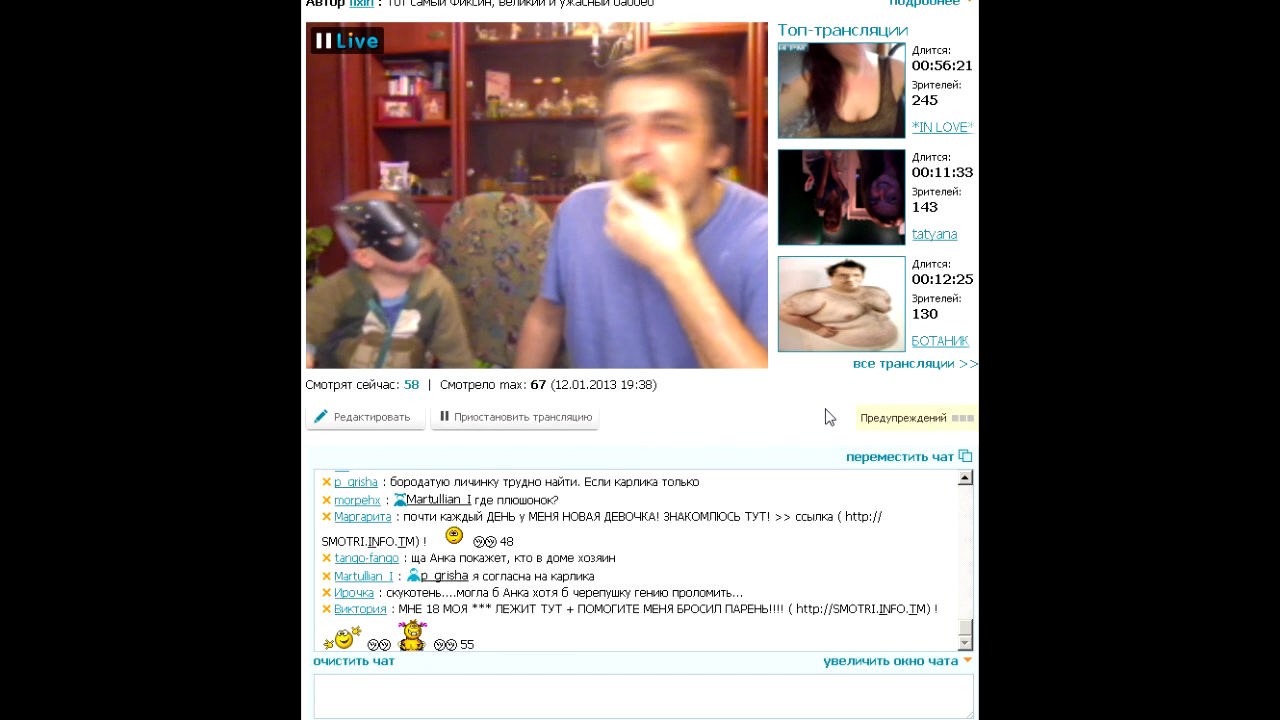 Автор fixin : Тот самый Фиксин, великий и ужасный
подробнее
Live
Топ-трансляции
Длится:
00:56:21
Зрителей:
245
*IN LOVE*
Длится:
00:11:33
Зрителей:
143
tatyana
Длится:
00:12:25
Зрителей:
130
БОТАНИК
все трансляции >>
Смотрят сейчас: 58 | Смотрело max: 67 (12.01.2013 19:38)
Редактировать
Приостановить трансляцию
Предупреждений
переместить чат
p_grisha : бородатую личинку трудно найти. Если карлика только
morpehx : Martullian_I где плюшонок?
Маргарита : почти каждый ДЕНЬ у МЕНЯ НОВАЯ ДЕВОЧКА! ЗНАКОМЛЮСЬ ТУТ! >> ссылка ( http://
SMOTRI.INFO.TM) ! 48
tango-fango : ща Анка покажет, кто в доме хозяин
Martullian_I : p_grisha я согласна на карлика
Ирочка : скукотень....могла б Анка хотя б черепушку гению проломить...
Виктория : МНЕ 18 МОЯ *** ЛЕЖИТ ТУТ + ПОМОГИТЕ МЕНЯ БРОСИЛ ПАРЕНЬ!!!! ( http://SMOTRI.INFO.TM) !
55
очистить чат
увеличить окно чата